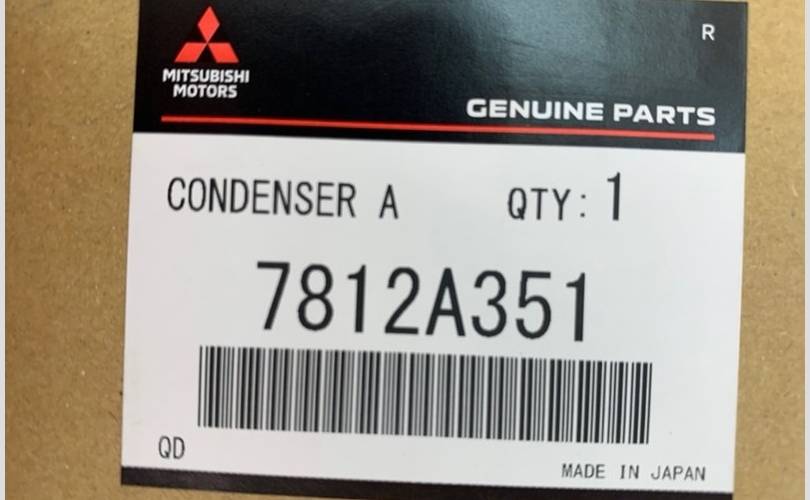 R
MITSUBISHI
MOTORS
GENUINE PARTS
CONDENSER A QTY: 1
7812A351
QD
MADE IN JAPAN